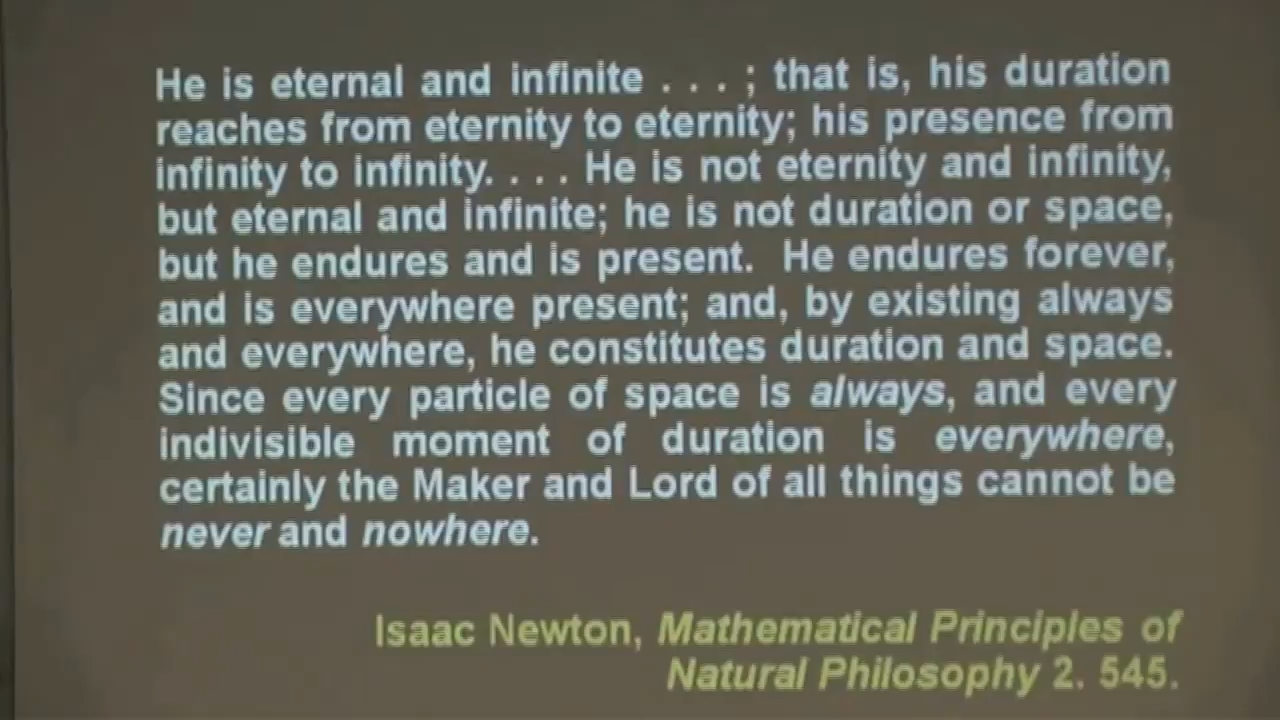 He is eternal and infinite . . . ; that is, his duration
reaches from eternity to eternity; his presence from
infinity to infinity. . . . He is not eternity and infinity,
but eternal and infinite; he is not duration or space,
but he endures and is present. He endures forever,
and is everywhere present; and, by existing always
and everywhere, he constitutes duration and space.
Since every particle of space is always, and every
indivisible moment of duration is everywhere,
certainly the Maker and Lord of all things cannot be
never and nowhere.
Isaac Newton, Mathematical Principles of
Natural Philosophy 2. 545.